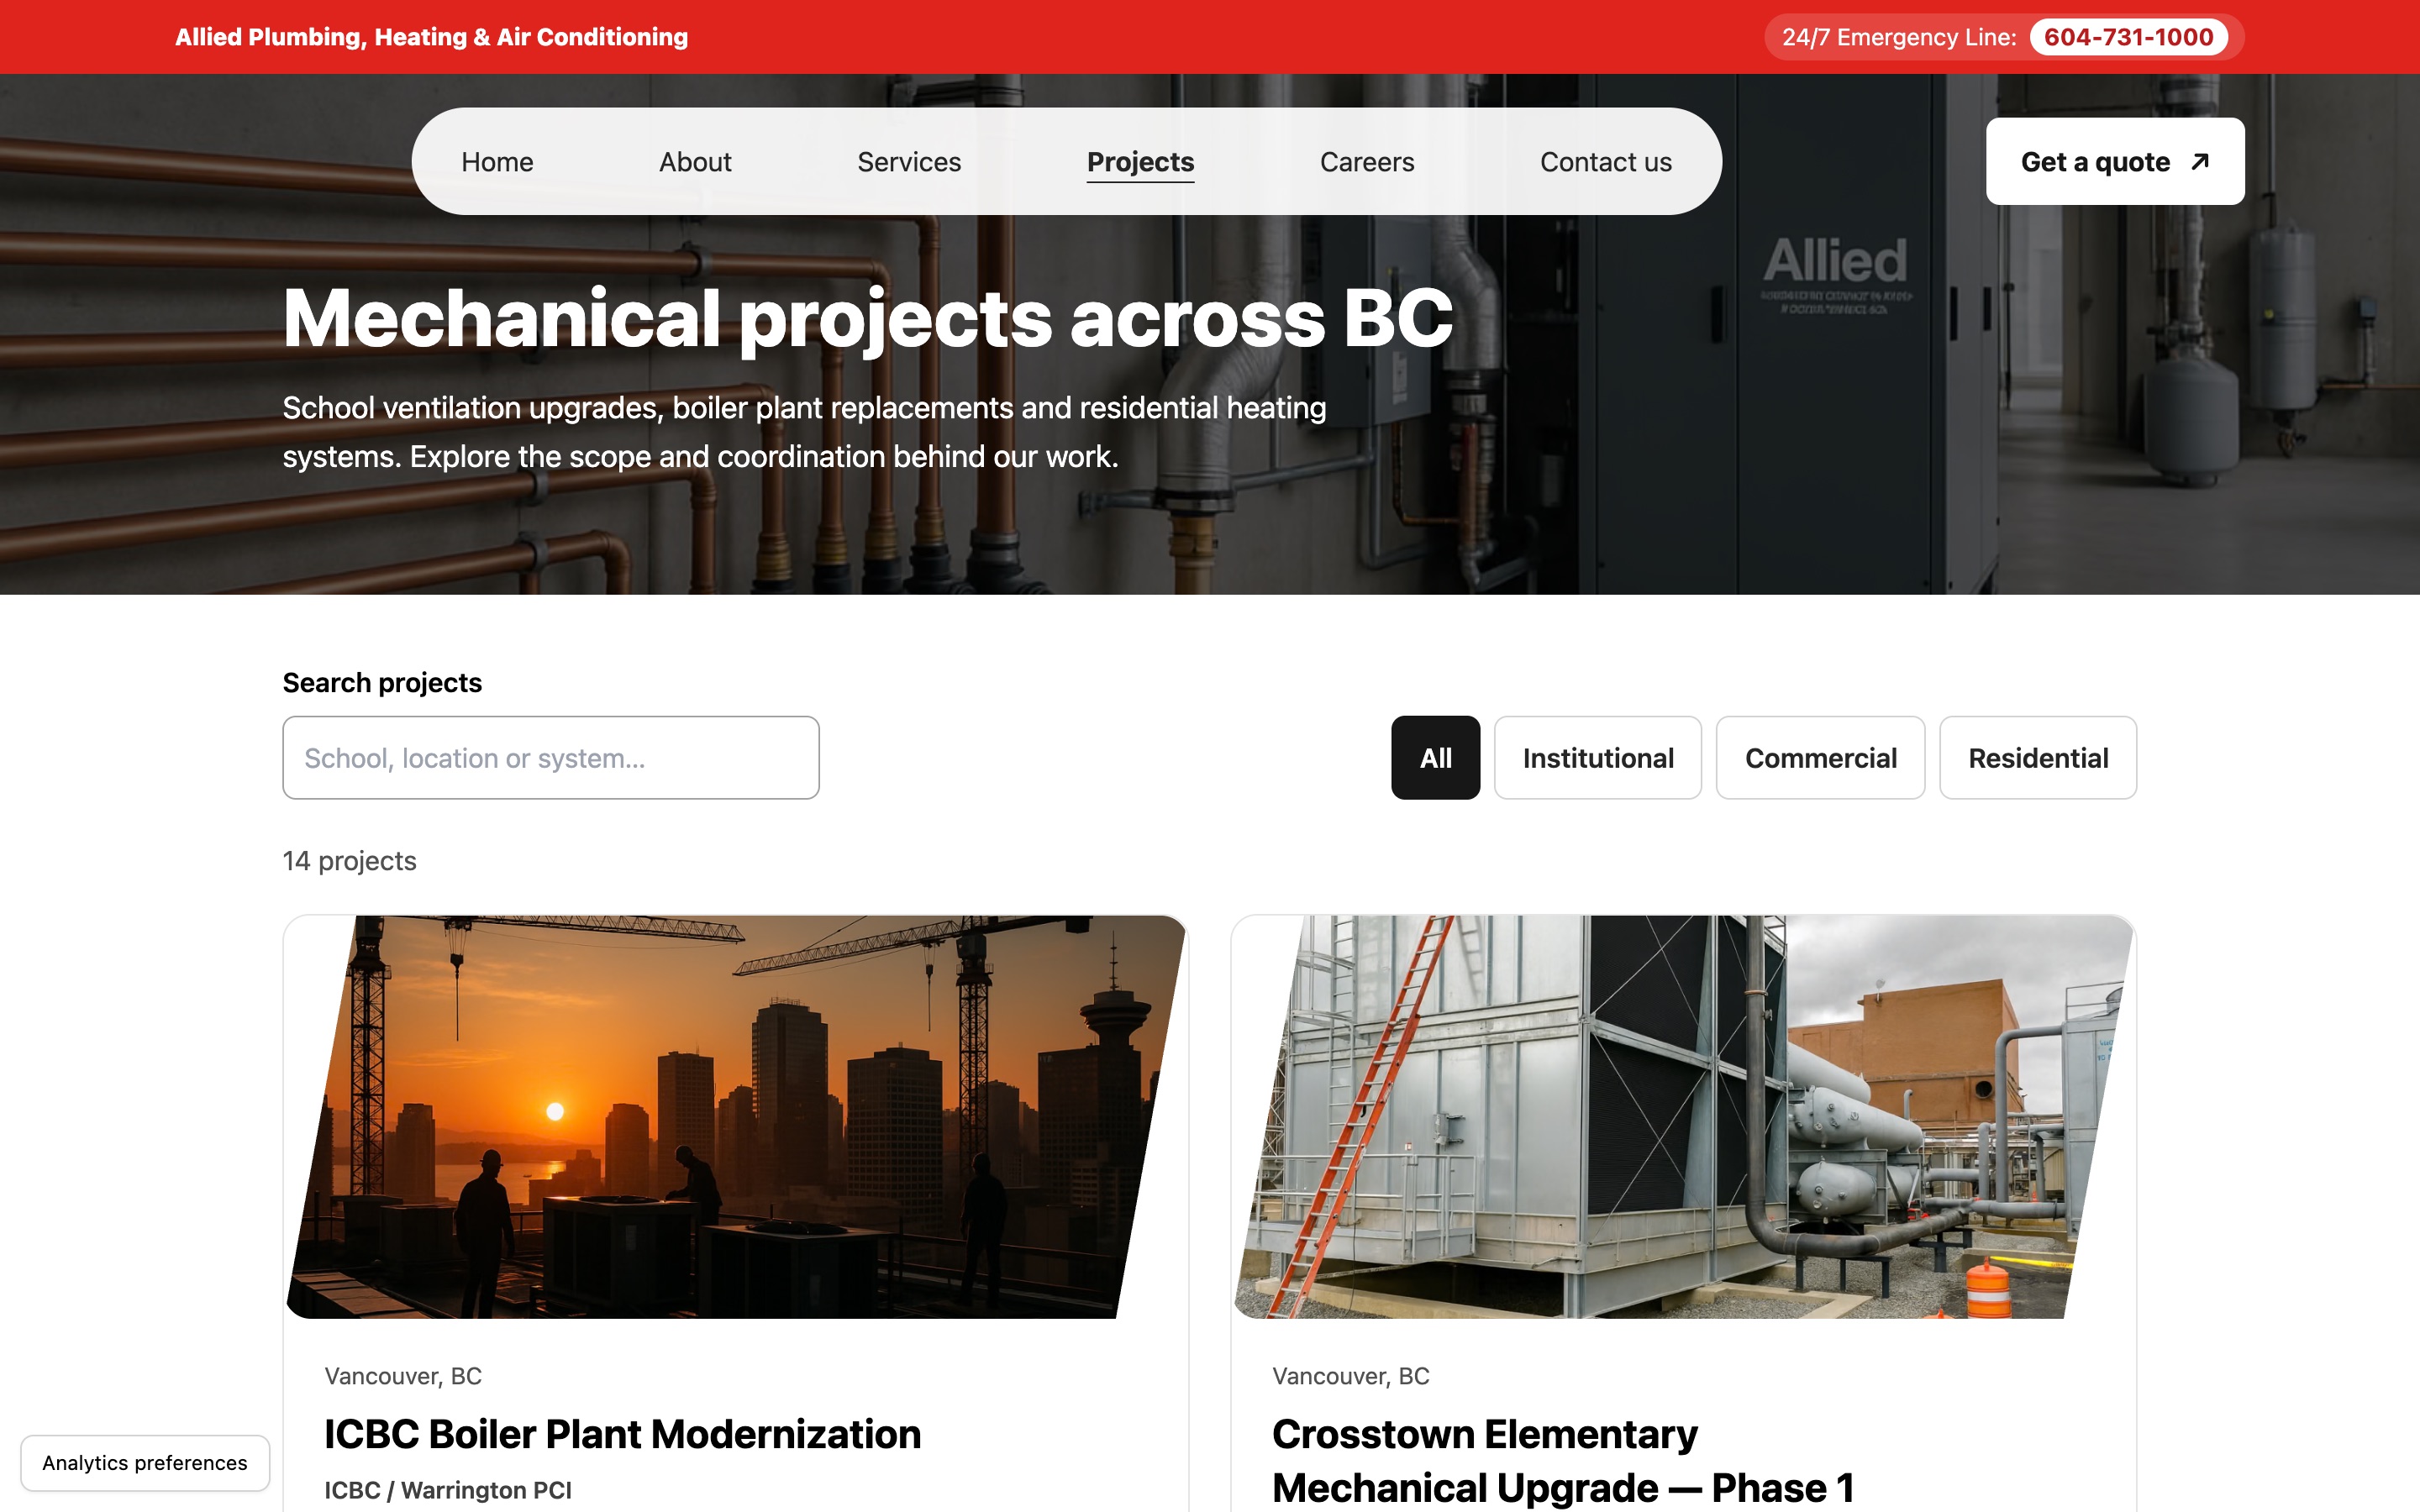 Allied Plumbing, Heating & Air Conditioning
24/7 Emergency Line: 604-731-1000
Home
About
Services
Projects
Careers
Contact us
Get a quote
Allied
Mechanical projects across BC
School ventilation upgrades, boiler plant replacements and residential heating
systems. Explore the scope and coordination behind our work.
Search projects
School, location or system...
All
Institutional
Commercial
Residential
14 projects
Vancouver, BC
ICBC Boiler Plant Modernization
ICBC / Warrington PCI
Vancouver, BC
Crosstown Elementary
Mechanical Upgrade — Phase 1
Analytics preferences